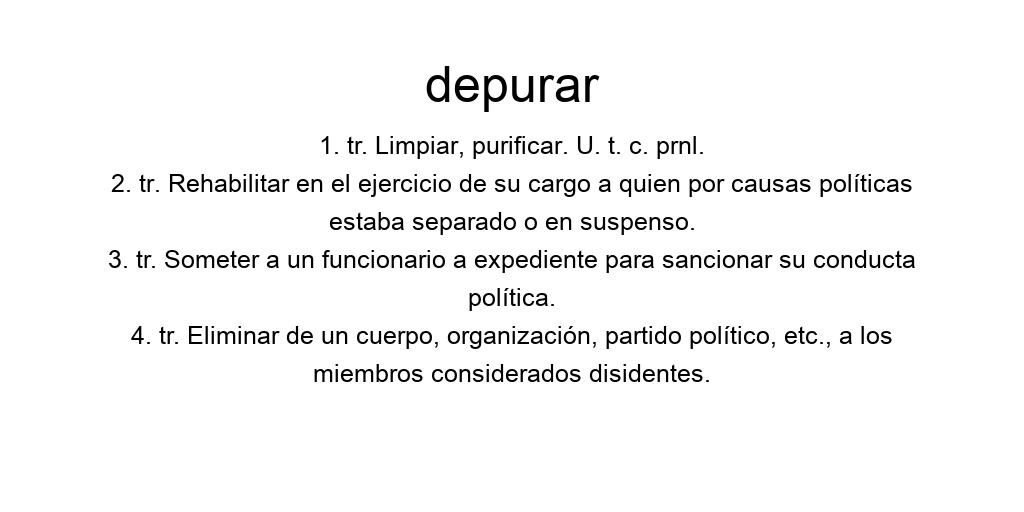 depurar
1. tr. Limpiar, purificar. U. t. c. prnl.
2. tr. Rehabilitar en el ejercicio de su cargo a quien por causas políticas
estaba separado o en suspenso.
3. tr. Someter a un funcionario a expediente para sancionar su conducta
política.
4. tr. Eliminar de un cuerpo, organización, partido político, etc., a los
miembros considerados disidentes.